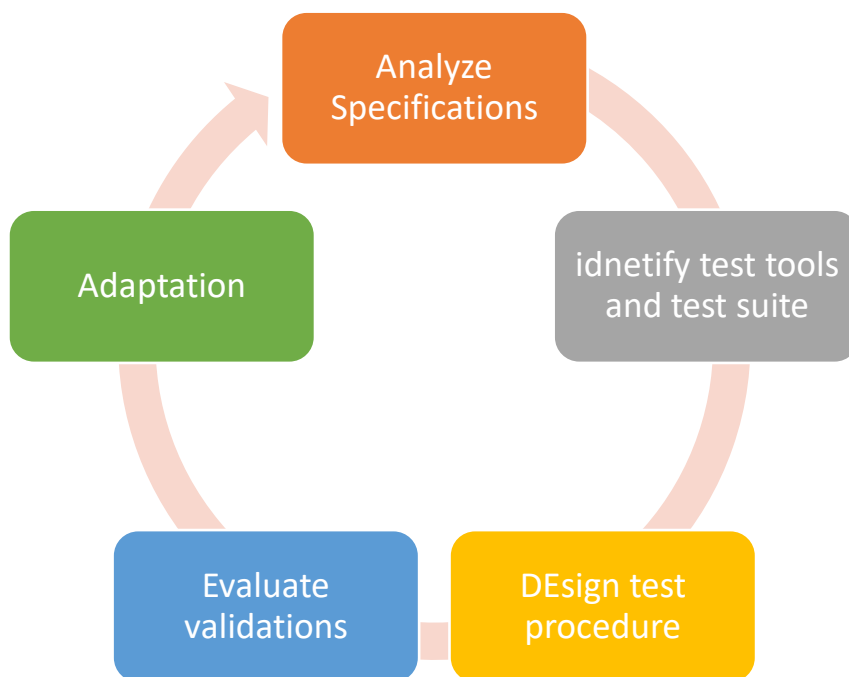 Analyze
Specifications
idnetify test tools
and test suite
DEsign test
procedure
Evaluate
validations
Adaptation